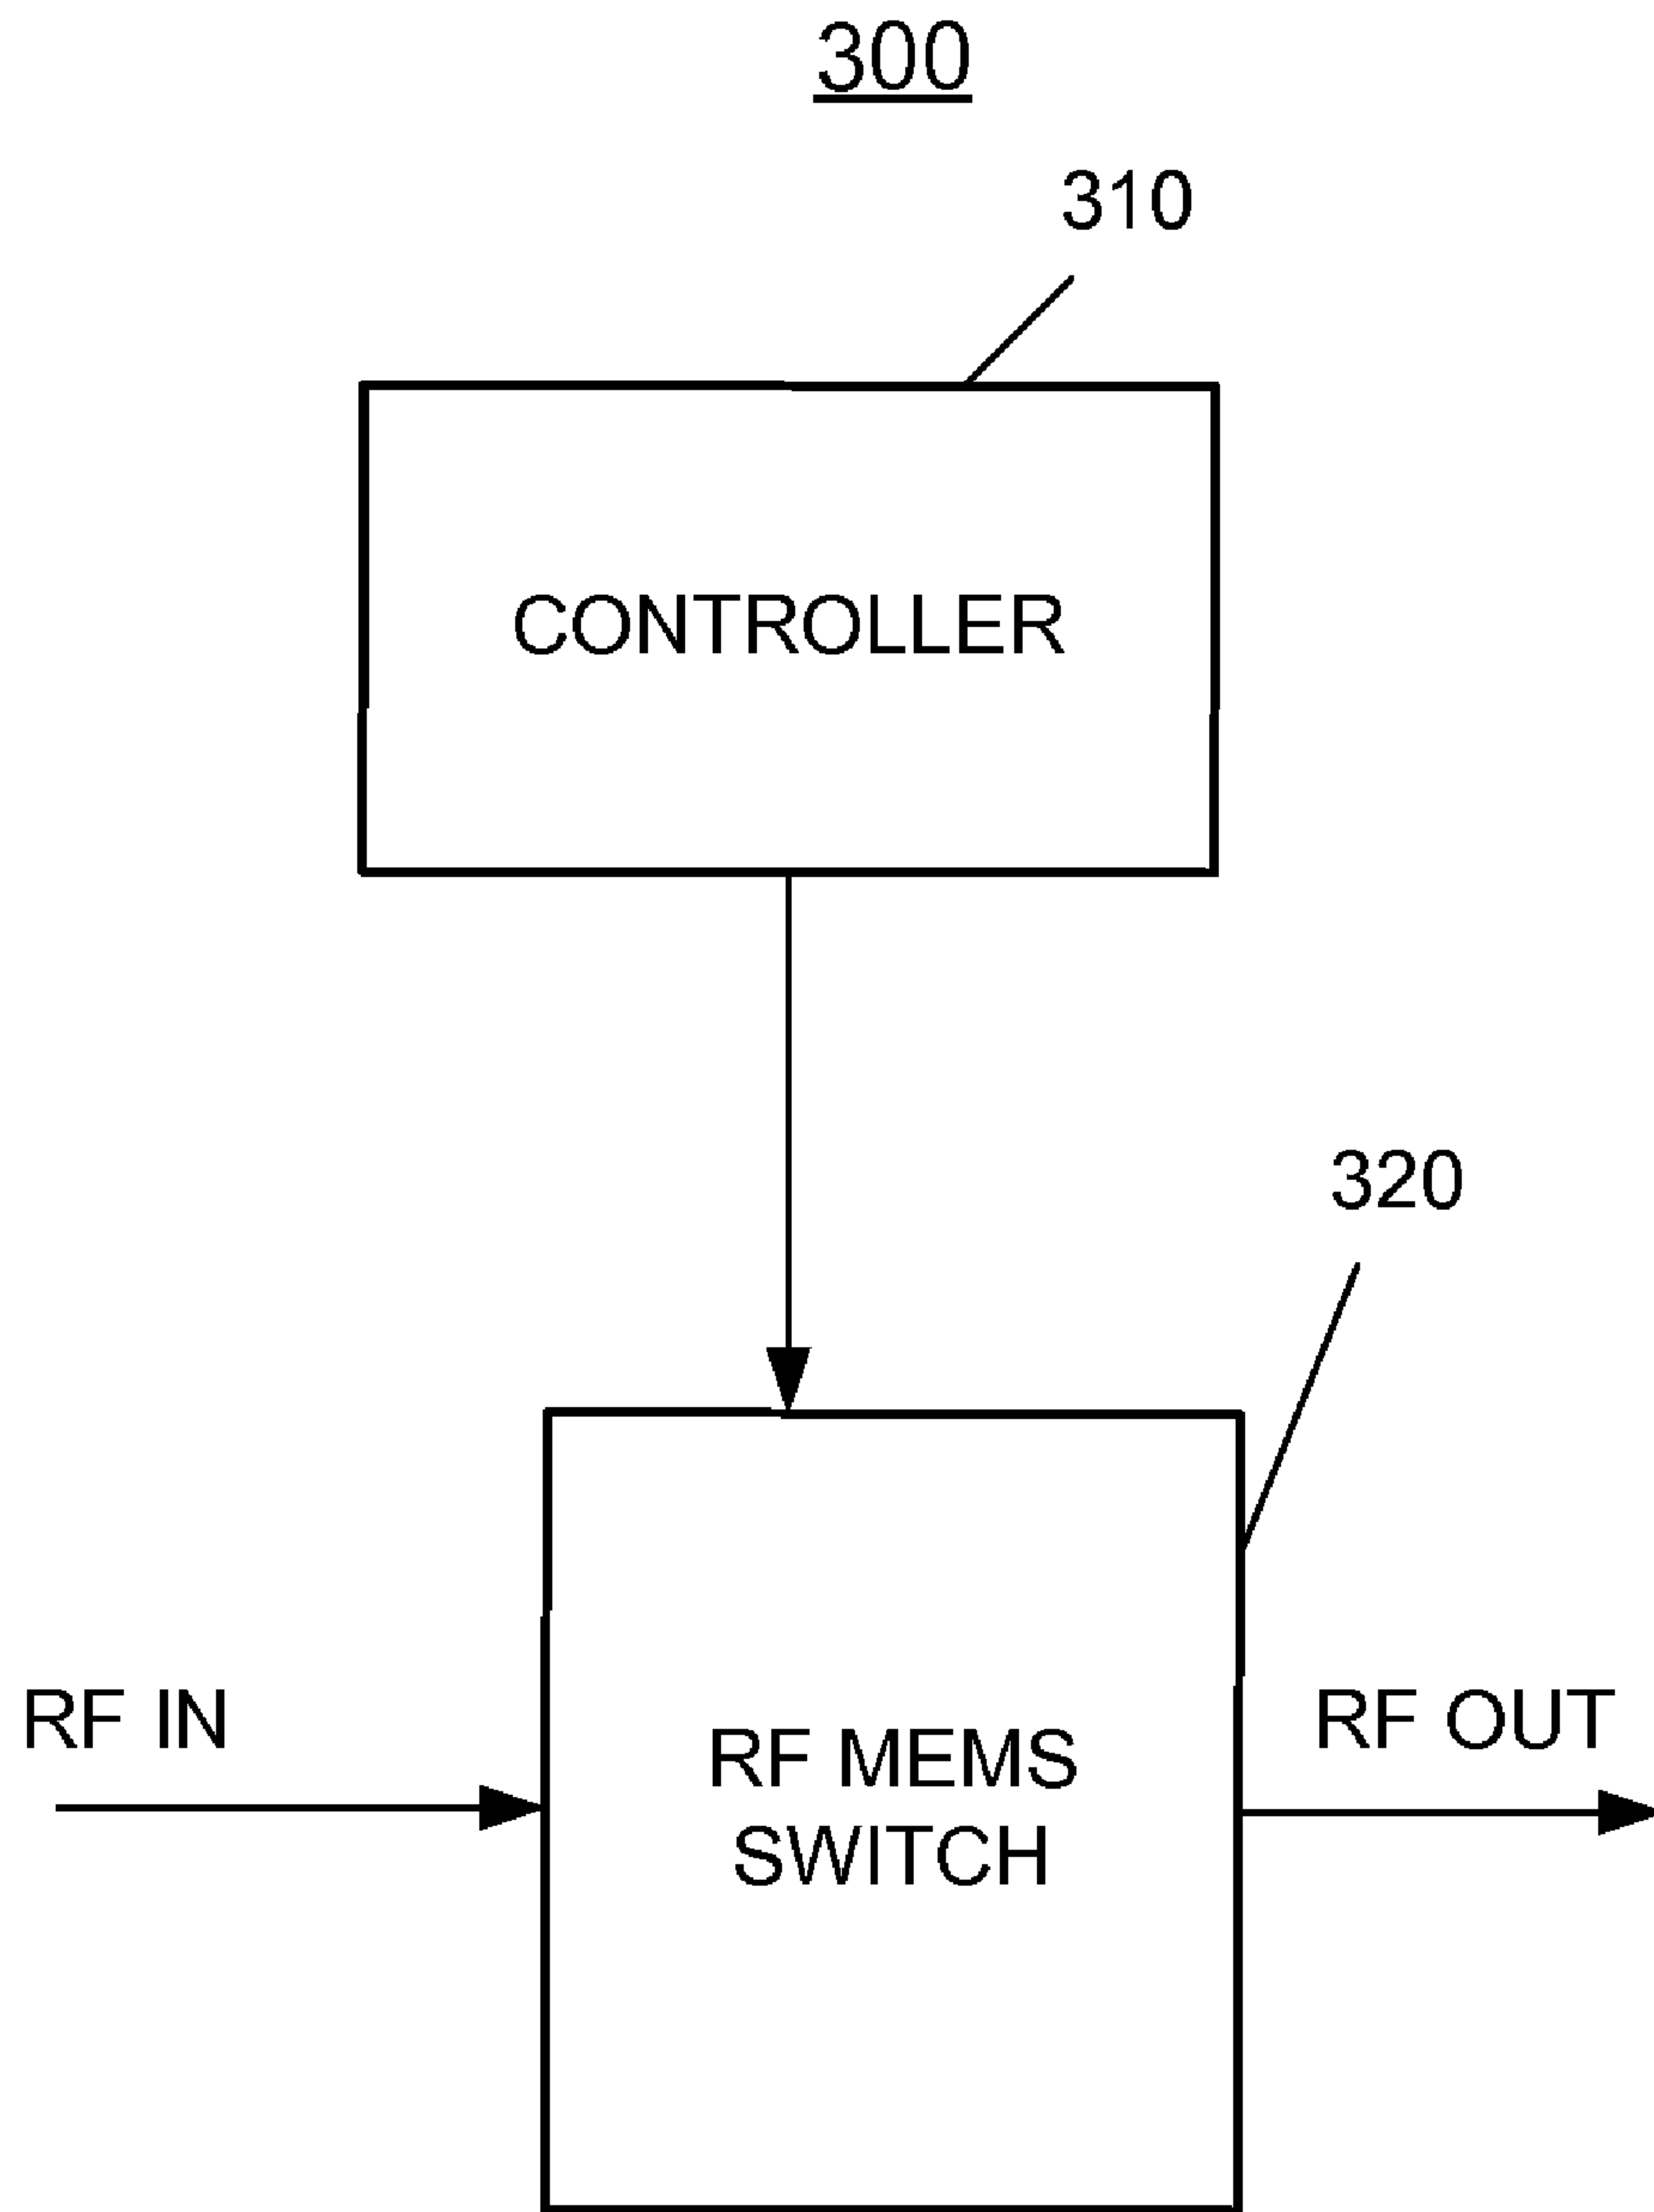 300
310
CONTROLLER
320
RF IN
RF MEMS
SWITCH
RF OUT